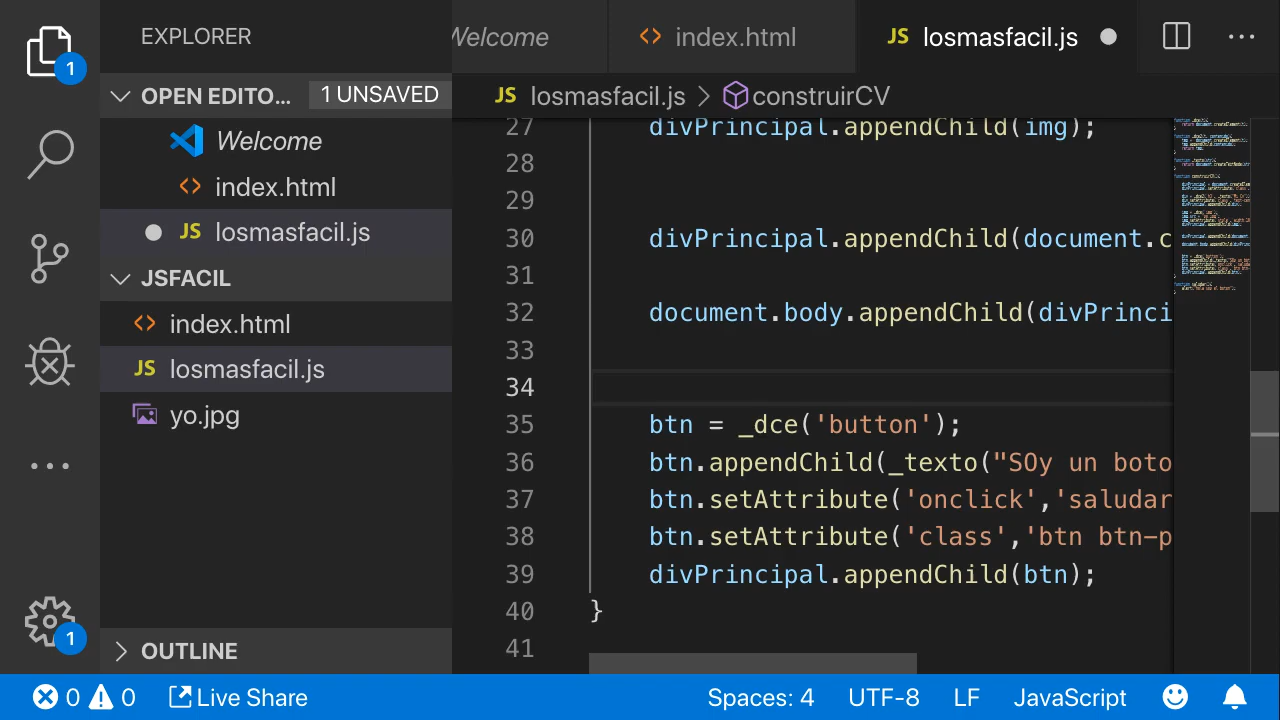 EXPLORER
OPEN EDITO... 1 UNSAVED
Welcome
index.html
losmasfacil.js
JSFACIL
index.html
losmasfacil.js
yo.jpg
OUTLINE
1
1
Welcome index.html JS losmasfacil.js
JS losmasfacil.js > construirCV
27 divPrincipal.appendChild(img);
28
29
30 divPrincipal.appendChild(document.c
31
32 document.body.appendChild(divPrinci
33
34
35 btn = _dce('button');
36 btn.appendChild(_texto("SOy un boto
37 btn.setAttribute('onclick','saludar
38 btn.setAttribute('class','btn btn-p
39 divPrincipal.appendChild(btn);
40 }
41
0 0 Live Share Spaces: 4 UTF-8 LF JavaScript